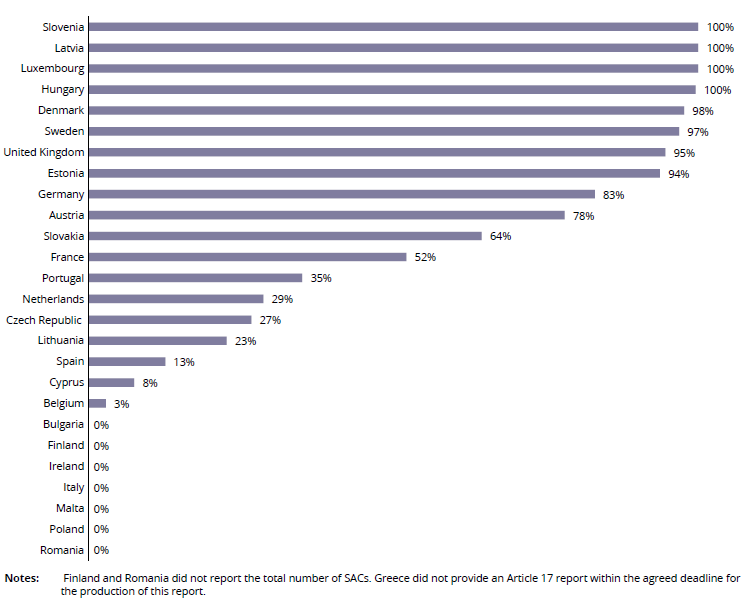 Slovenia 100%
Latvia 100%
Luxembourg 100%
Hungary 100%
Denmark 98%
Sweden 97%
United Kingdom 95%
Estonia 94%
Germany 83%
Austria 78%
Slovakia 64%
France 52%
Portugal 35%
Netherlands 29%
Czech Republic 27%
Lithuania 23%
Spain 13%
Cyprus 8%
Belgium 3%
Bulgaria 0%
Finland 0%
Ireland 0%
Italy 0%
Malta 0%
Poland 0%
Romania 0%
Notes: Finland and Romania did not report the total number of SACs. Greece did not provide an Article 17 report within the agreed deadline for
the production of this report.